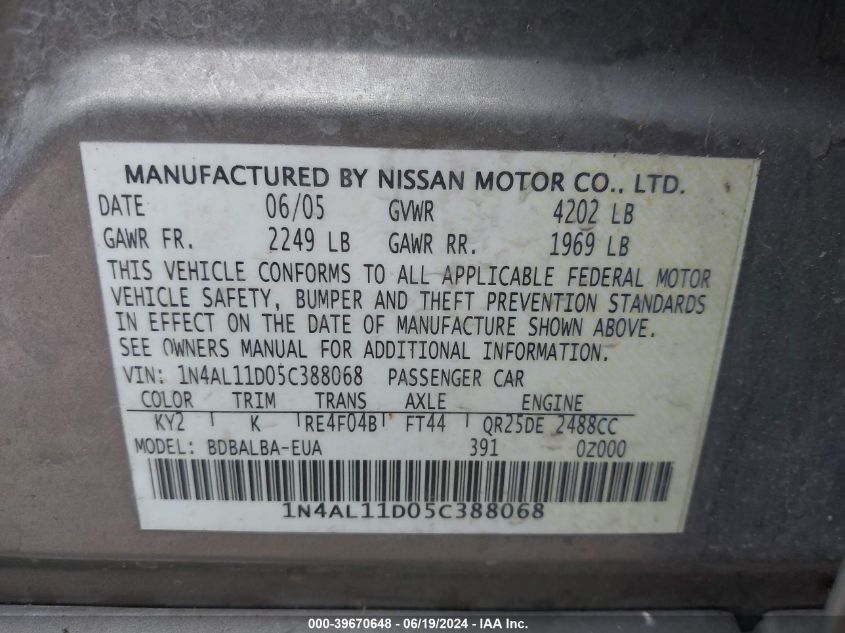 MANUFACTURED BY NISSAN MOTOR CO., LTD.
DATE 06/05 GVWR 4202 LB
GAWR FR. 2249 LB GAWR RR. 1969 LB
THIS VEHICLE CONFORMS TO ALL APPLICABLE FEDERAL MOTOR
VEHICLE SAFETY, BUMPER AND THEFT PREVENTION STANDARDS
IN EFFECT ON THE DATE OF MANUFACTURE SHOWN ABOVE.
SEE OWNERS MANUAL FOR ADDITIONAL INFORMATION.
VIN: 1N4AL11D05C388068 PASSENGER CAR
COLOR TRIM TRANS AXLE ENGINE
KY2 K RE4F04B FT44 QR25DE 2488CC
MODEL: BDBALBA-EUA 391 0Z000
1N4AL11D05C388068
000-39670648 - 06/19/2024 - IAA Inc.